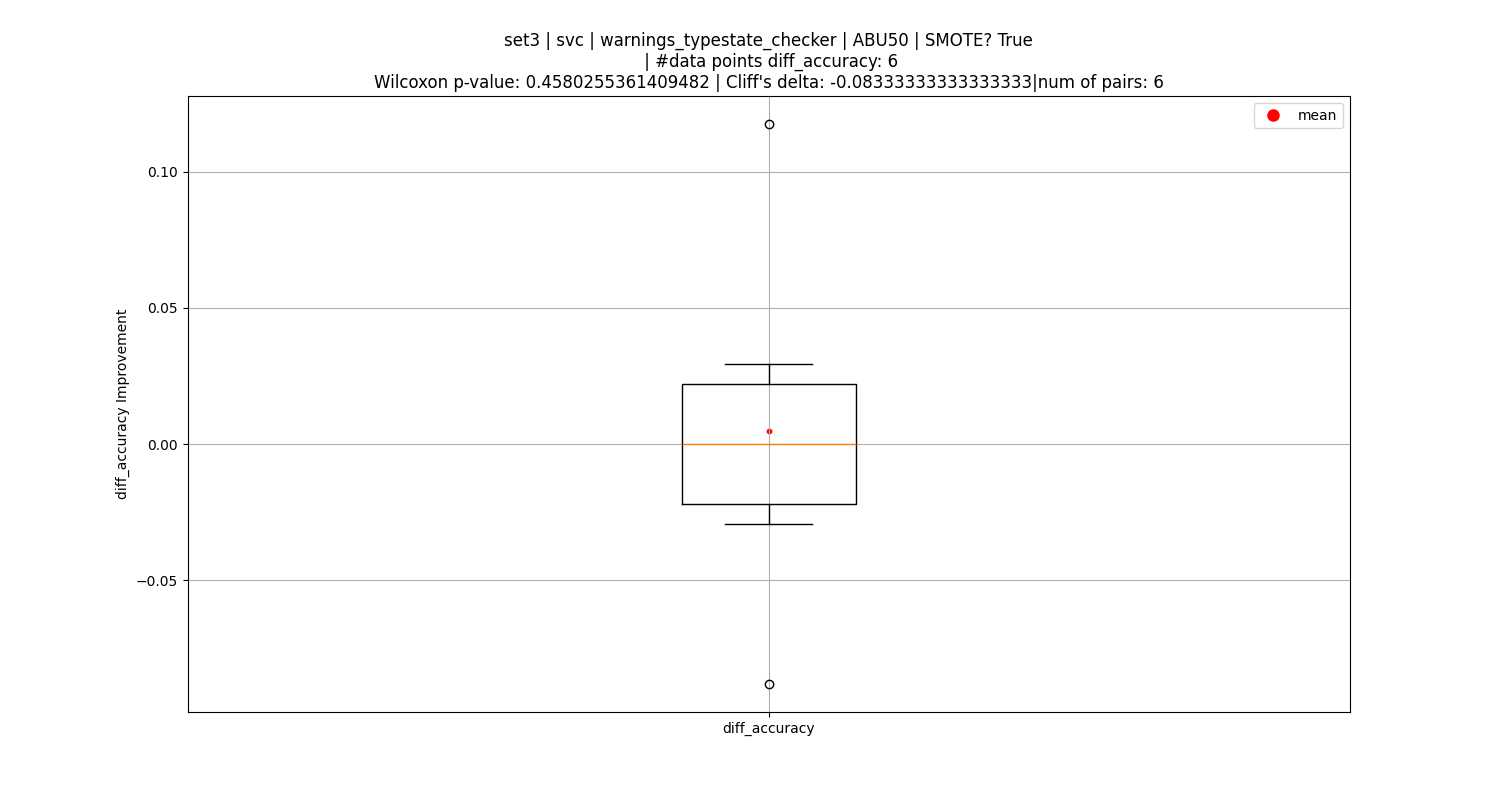 set3 | svc | warnings_typestate_checker | ABU50 | SMOTE? True
| #data points diff_accuracy: 6
Wilcoxon p-value: 0.4580255361409482 | Cliff's delta: -0.08333333333333333|num of pairs: 6
mean
0.10
0.05
0.00
−0.05
diff_accuracy Improvement
diff_accuracy